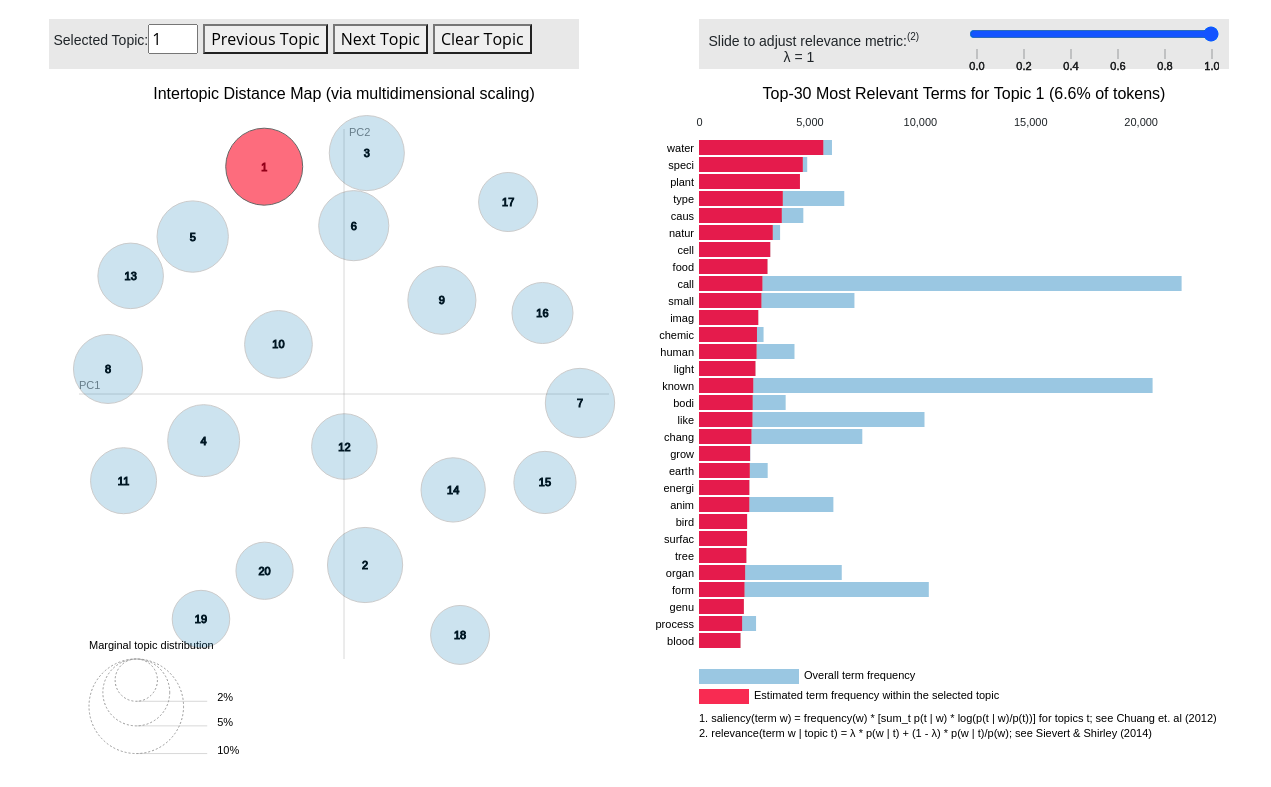 Selected Topic: 1 Previous Topic Next Topic Clear Topic
Slide to adjust relevance metric:(2)
λ = 1
0.0 0.2 0.4 0.6 0.8 1.0
Intertopic Distance Map (via multidimensional scaling)
PC2
PC1
1
3
17
6
5
13
9
16
10
8
7
4
12
11
14
15
2
20
19
18
Marginal topic distribution
2%
5%
10%
Top-30 Most Relevant Terms for Topic 1 (6.6% of tokens)
0 5,000 10,000 15,000 20,000
water
speci
plant
type
caus
natur
cell
food
call
small
imag
chemic
human
light
known
bodi
like
chang
grow
earth
energi
anim
bird
surfac
tree
organ
form
genu
process
blood
Overall term frequency
Estimated term frequency within the selected topic
1. saliency(term w) = frequency(w) * [sum_t p(t | w) * log(p(t | w)/p(t))] for topics t; see Chuang et. al (2012)
2. relevance(term w | topic t) = λ * p(w | t) + (1 - λ) * p(w | t)/p(w); see Sievert & Shirley (2014)